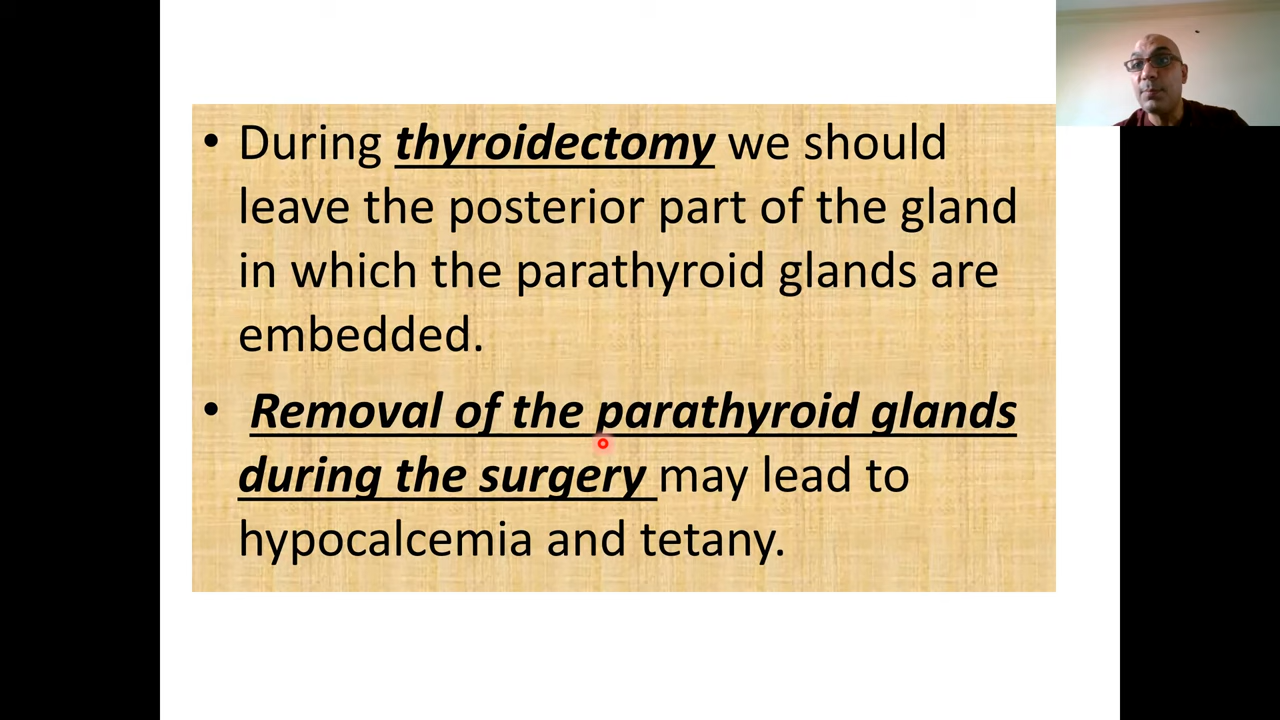 • During thyroidectomy we should
leave the posterior part of the gland
in which the parathyroid glands are
embedded.
• Removal of the parathyroid glands
during the surgery may lead to
hypocalcemia and tetany.